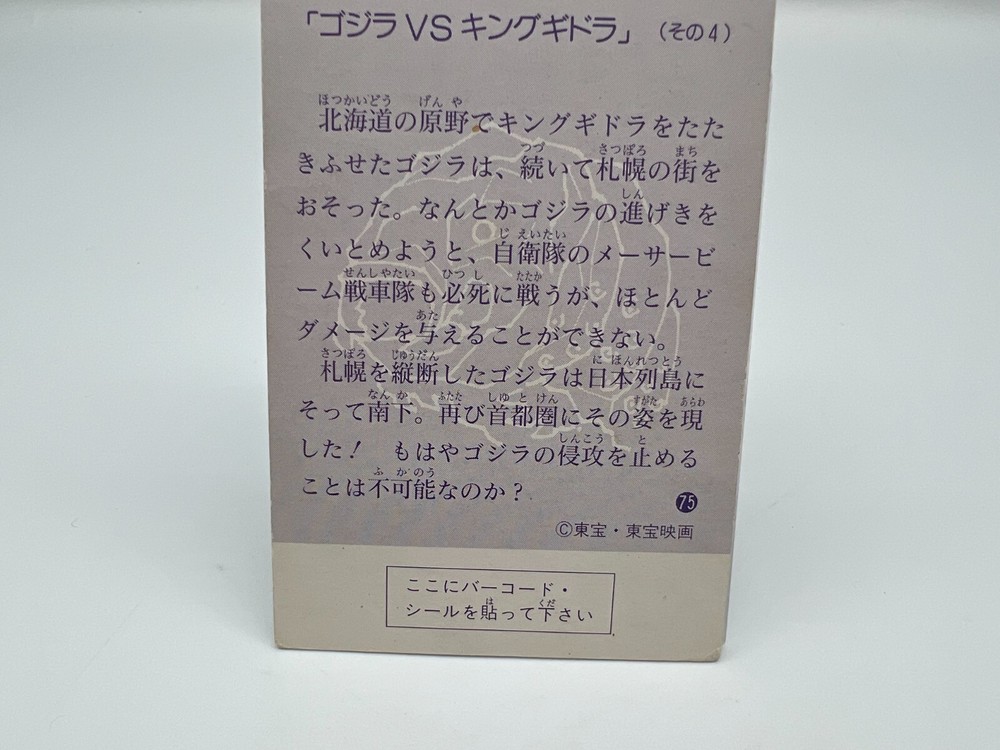 「ゴジラVSキングギドラ」（その4）
北海道の原野でキングギドラをたた
きふせたゴジラは、続いて札幌の街を
おそった。なんとかゴジラの進げきを
くいとめようと、自衛隊のメーサービ
ーム戦車隊も必死に戦うが、ほとんど
ダメージを与えることができない。
札幌を縦断したゴジラは日本列島に
そって南下。再び首都圏にその姿を現
した！　もはやゴジラの侵攻を止める
ことは不可能なのか？
75
©東宝・東宝映画
ここにバーコード・
シールを貼って下さい